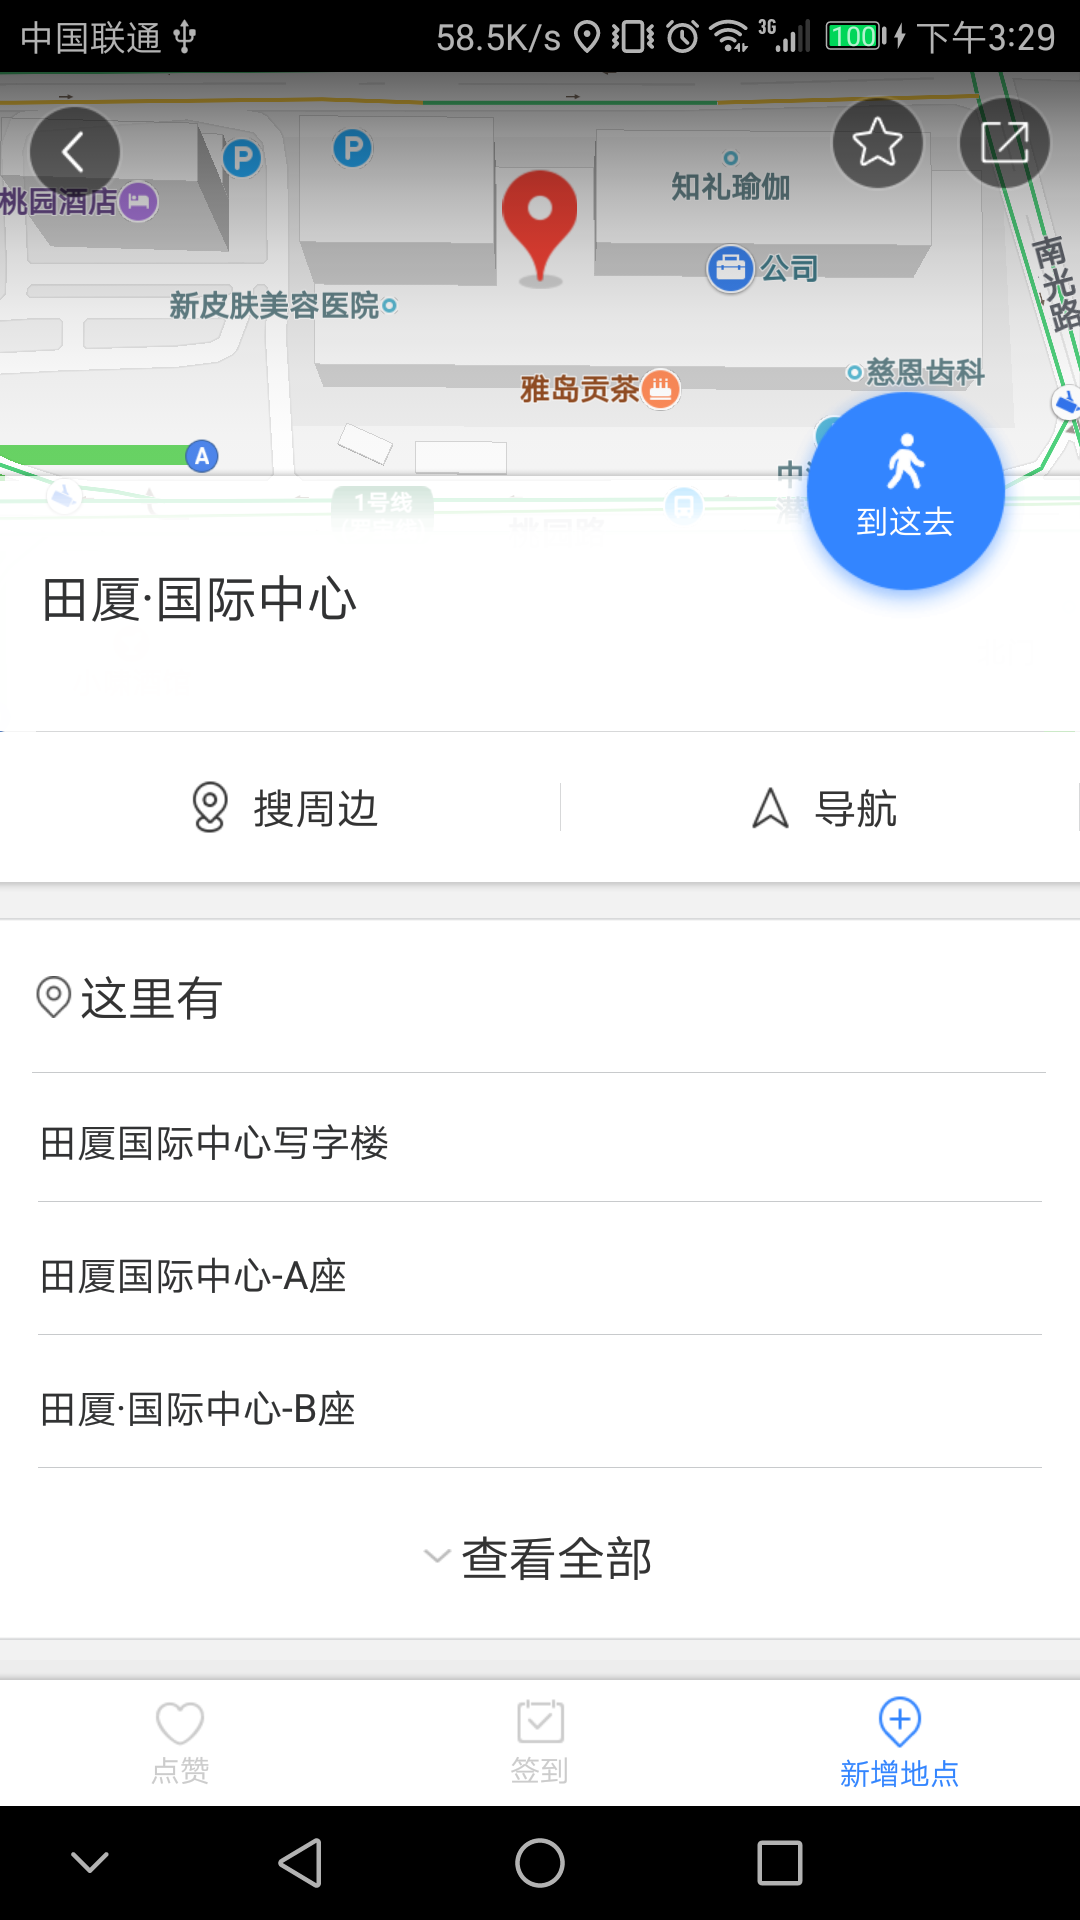 中国联通 58.5K/s 3G 100 下午3:29
P P
知礼瑜伽
桃园酒店
公司
南光路
新皮肤美容医院
慈恩齿科
雅岛贡茶
A
中
1号线
桃园路
到这去
田厦·国际中心
搜周边 导航
这里有
田厦国际中心写字楼
田厦国际中心-A座
田厦·国际中心-B座
查看全部
点赞 签到 新增地点